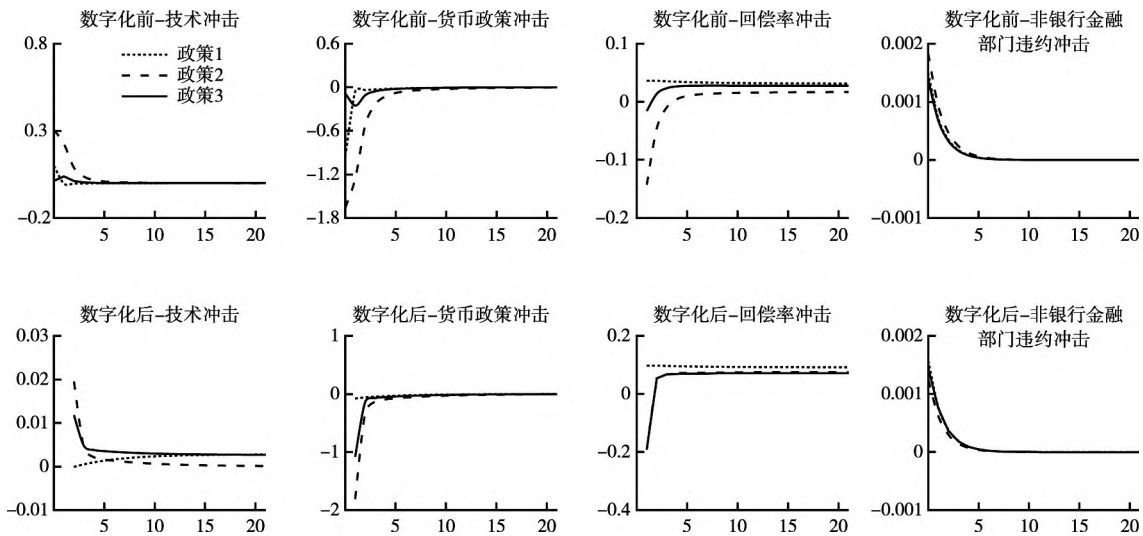 数字化前-技术冲击
0.8
0.3
-0.2
政策1
政策2
政策3
5 10 15 20
数字化前-货币政策冲击
0.6
0
-0.6
-1.2
-1.8
5 10 15 20
数字化前-回偿率冲击
0.1
0
-0.1
-0.2
5 10 15 20
数字化前-非银行金融
部门违约冲击
0.002
0.001
0
-0.001
5 10 15 20
数字化后-技术冲击
0.03
0.02
0.01
0
-0.01
5 10 15 20
数字化后-货币政策冲击
1
0
-1
-2
5 10 15 20
数字化后-回偿率冲击
0.2
0
-0.2
-0.4
5 10 15 20
数字化后-非银行金融
部门违约冲击
0.002
0.001
0
0.001
5 10 15 20